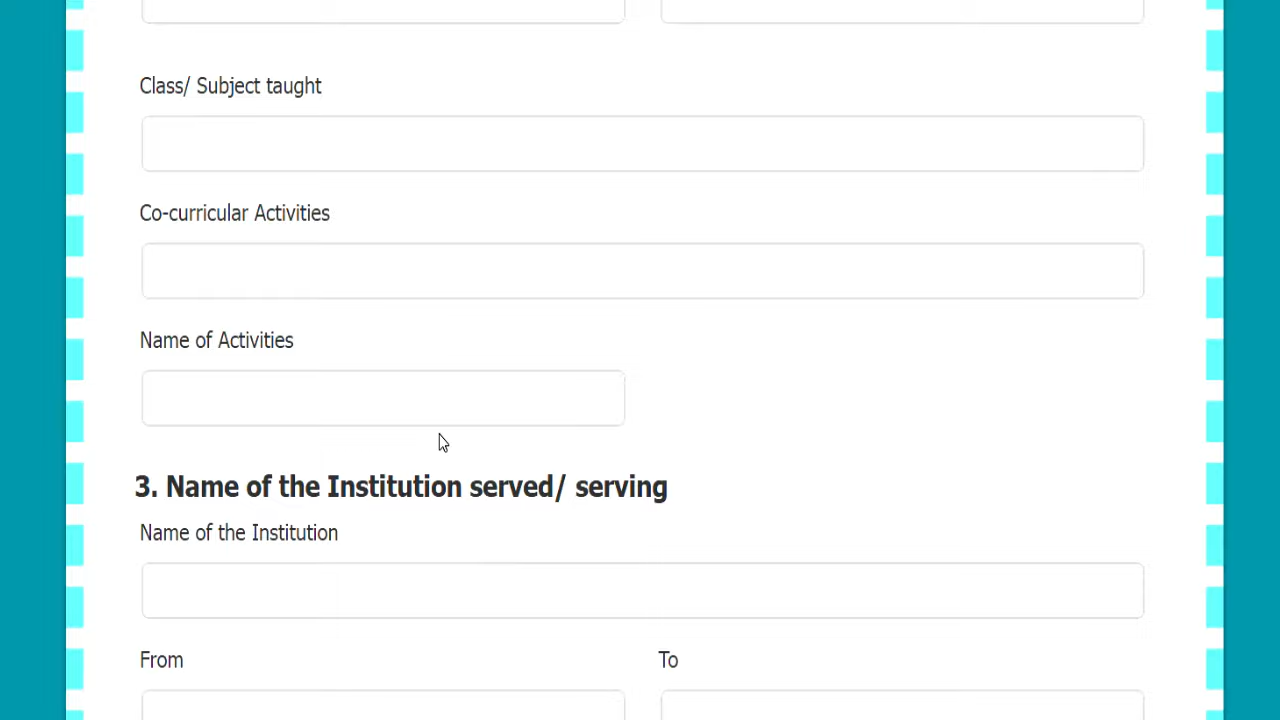 Class/ Subject taught
Co-curricular Activities
Name of Activities
3. Name of the Institution served/ serving
Name of the Institution
From To